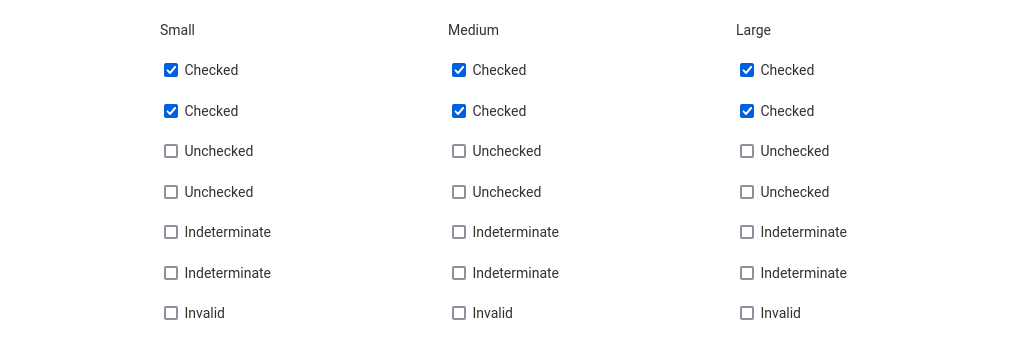 Small Medium Large
Checked Checked Checked
Checked Checked Checked
Unchecked Unchecked Unchecked
Unchecked Unchecked Unchecked
Indeterminate Indeterminate Indeterminate
Indeterminate Indeterminate Indeterminate
Invalid Invalid Invalid